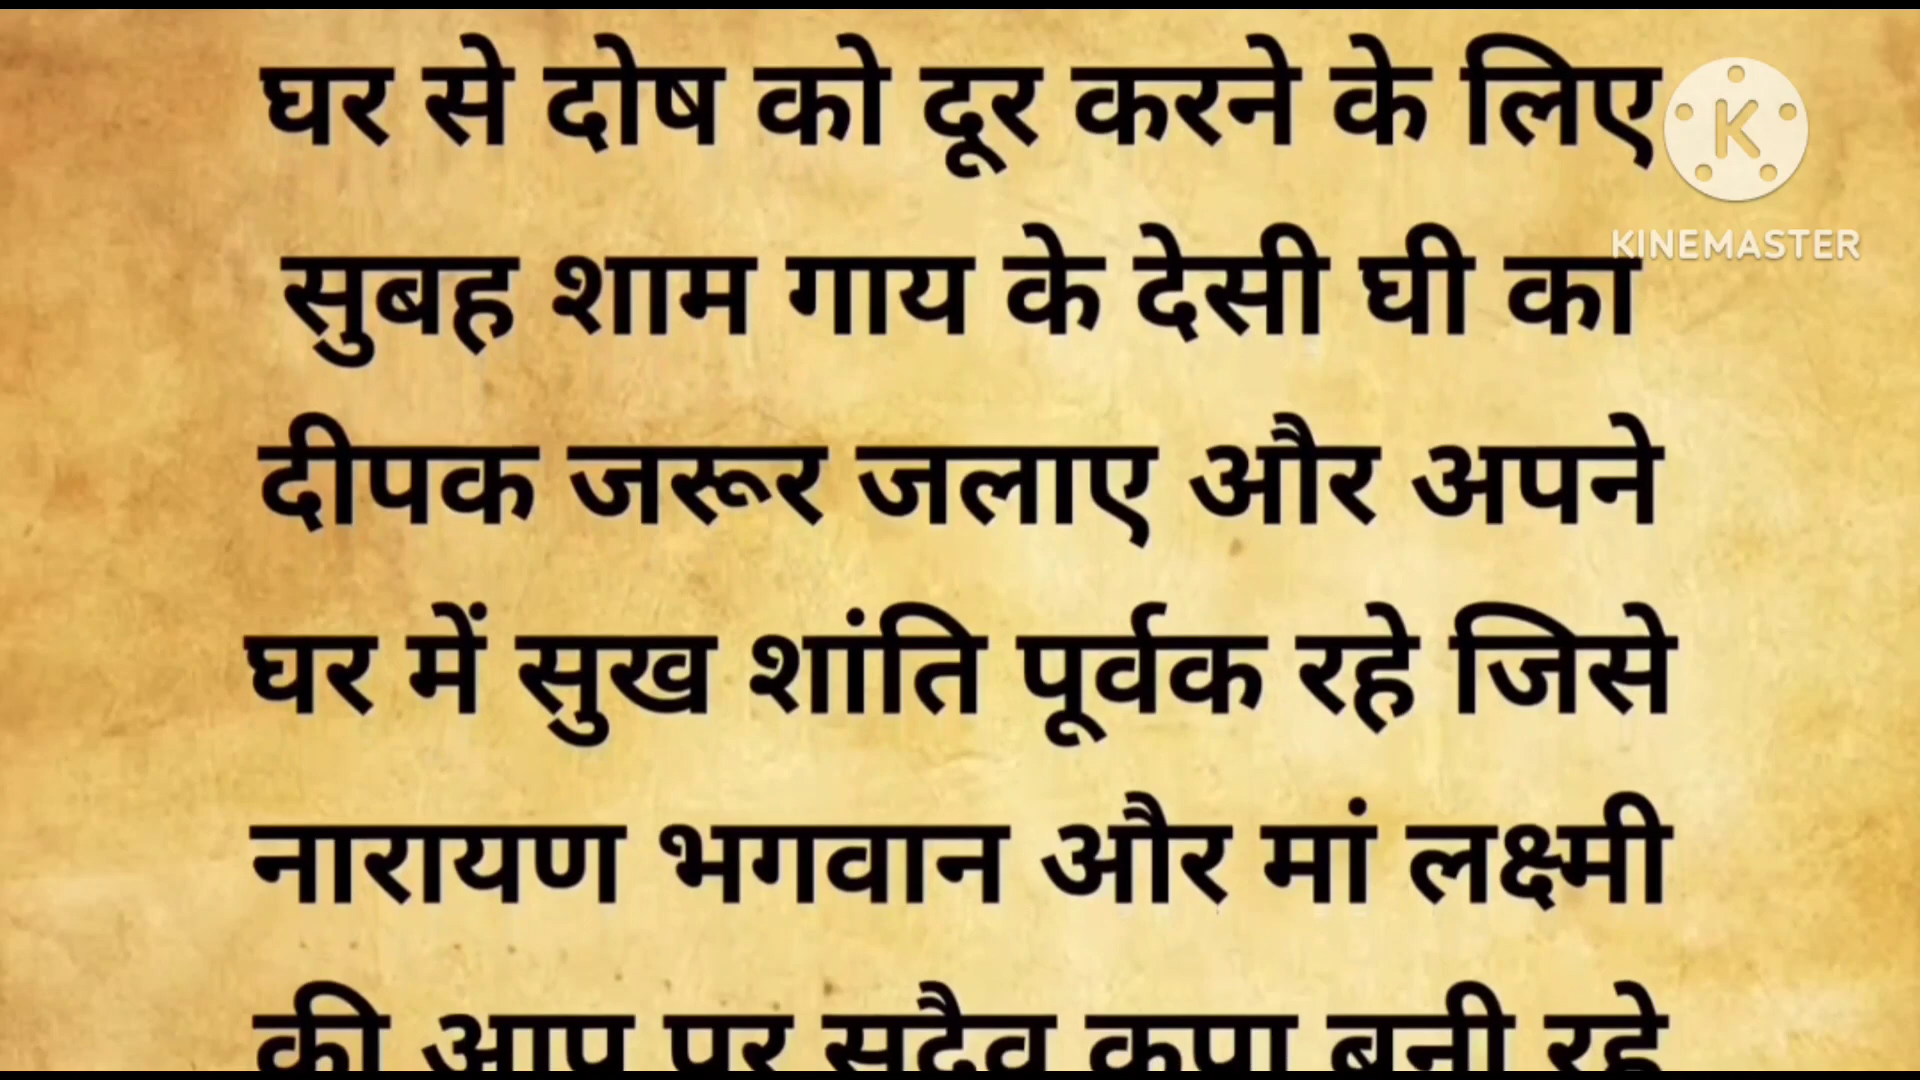 घर से दोष को दूर करने के लिए
KINEMASTER
सुबह शाम गाय के देसी घी का
दीपक जरूर जलाए और अपने
घर में सुख शांति पूर्वक रहे जिसे
नारायण भगवान और मां लक्ष्मी
की आप पर सदैव कृपा बनी रहे